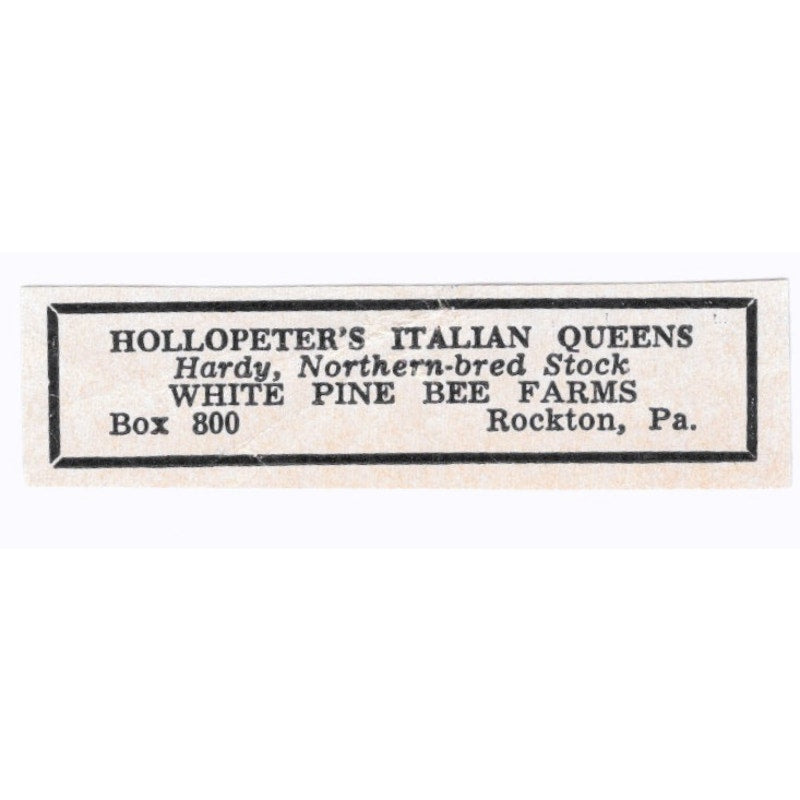 HOLLOPETER'S ITALIAN QUEENS
Hardy, Northern-bred Stock
WHITE PINE BEE FARMS
Box 800 Rockton, Pa.